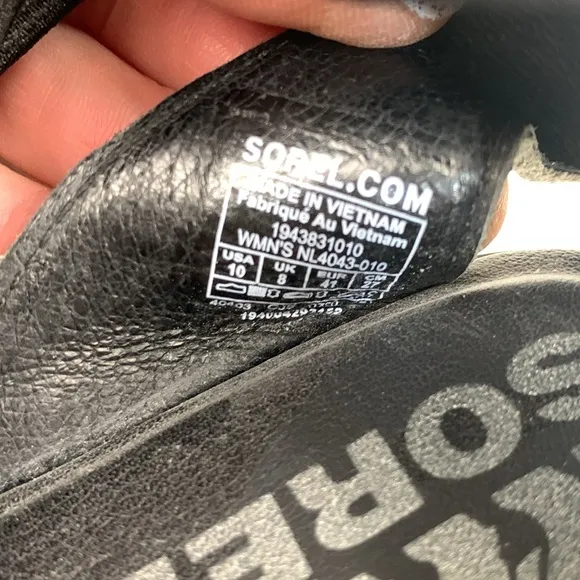 SOREL.COM
MADE IN VIETNAM
Fabriqué Au Vietnam
1943831010
WMN'S NL4043-010
USA UK EUR CM
10 8 41 27
SOREL